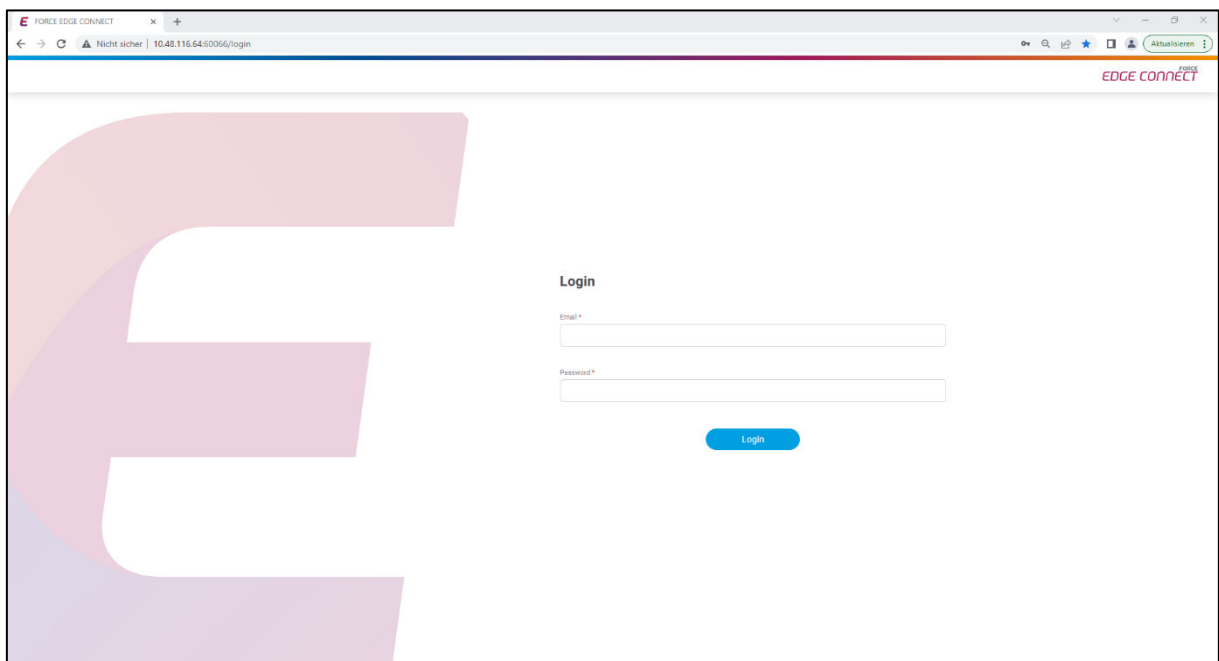 FORCE EDGE CONNECT
Nicht sicher | 10.48.116.64:60066/login
Aktualisieren
FORCE
EDGE CONNECT
Login
Email *
Password *
Login